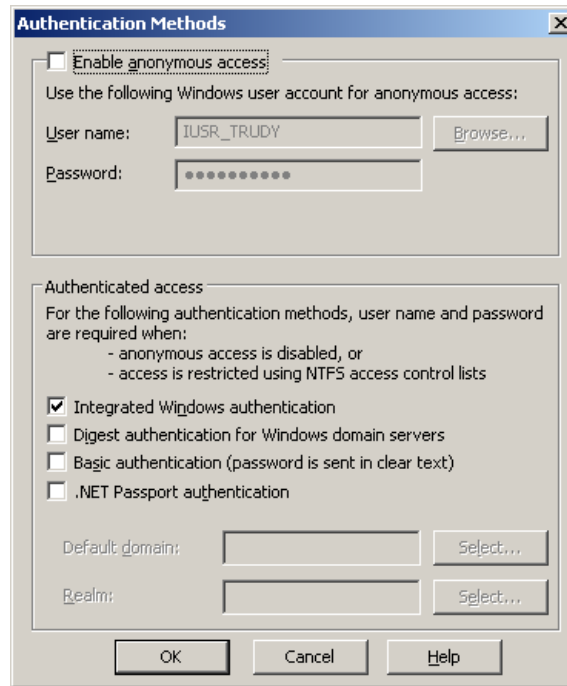 Authentication Methods
Enable anonymous access
Use the following Windows user account for anonymous access:
User name: IUSR_TRUDY Browse...
Password: ●●●●●●●●●●
Authenticated access
For the following authentication methods, user name and password
are required when:
- anonymous access is disabled, or
- access is restricted using NTFS access control lists
Integrated Windows authentication
Digest authentication for Windows domain servers
Basic authentication (password is sent in clear text)
.NET Passport authentication
Default domain: Select...
Realm: Select...
OK Cancel Help